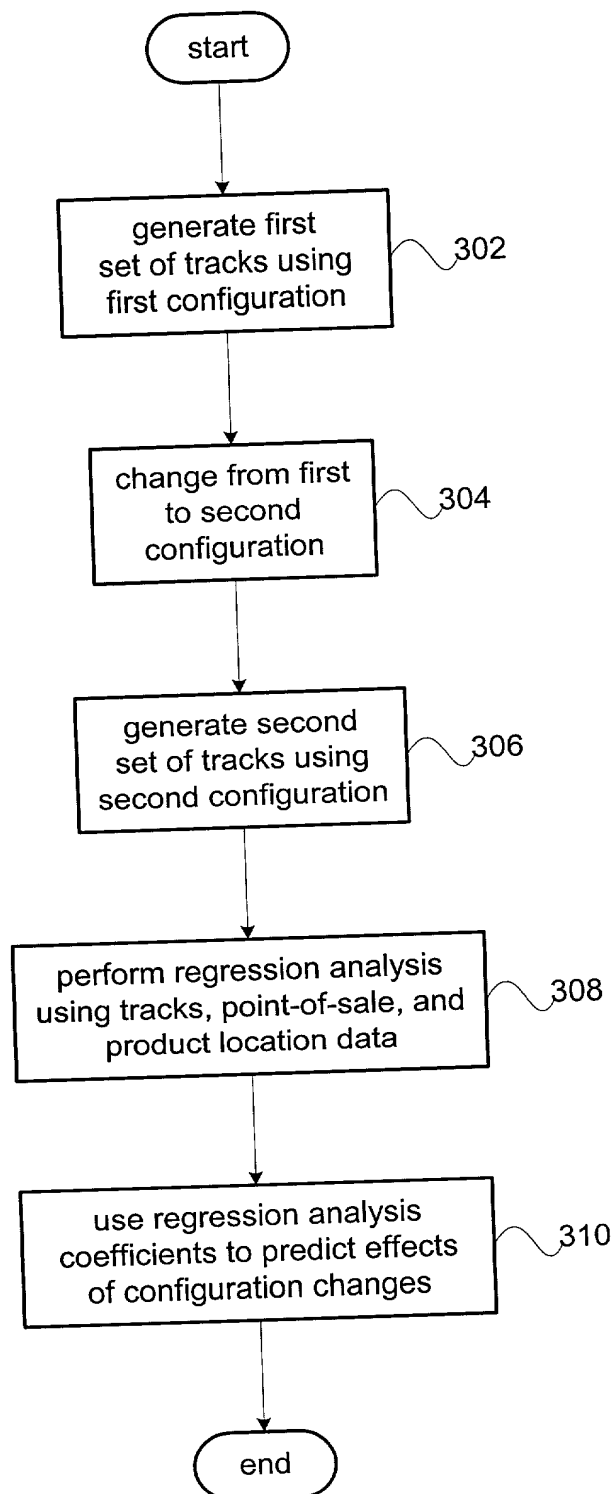 start
generate first
set of tracks using
first configuration
302
change from first
to second
configuration
304
generate second
set of tracks using
second configuration
306
perform regression analysis
using tracks, point-of-sale, and
product location data
308
use regression analysis
coefficients to predict effects
of configuration changes
310
end